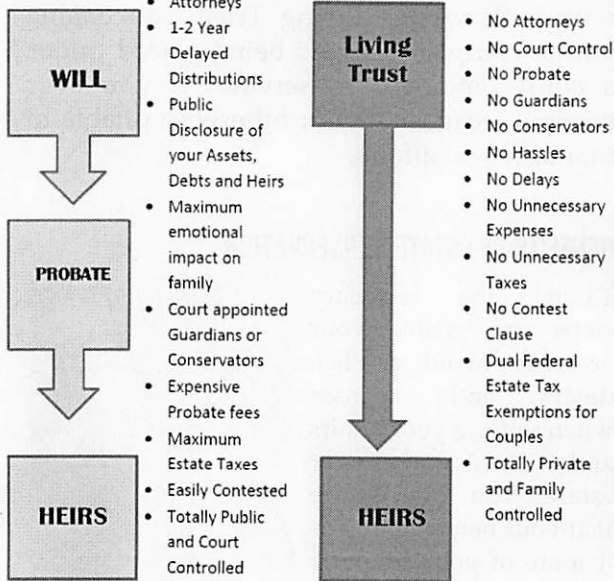 WILL
PROBATE
HEIRS
• Attorneys
• 1-2 Year
Delayed
Distributions
• Public
Disclosure of
your Assets,
Debts and Heirs
• Maximum
emotional
impact on
family
• Court appointed
Guardians or
Conservators
• Expensive
Probate fees
• Maximum
Estate Taxes
• Easily Contested
• Totally Public
and Court
Controlled
Living
Trust
HEIRS
• No Attorneys
• No Court Control
• No Probate
• No Guardians
• No Conservators
• No Hassles
• No Delays
• No Unnecessary
Expenses
• No Unnecessary
Taxes
• No Contest
Clause
• Dual Federal
Estate Tax
Exemptions for
Couples
• Totally Private
and Family
Controlled